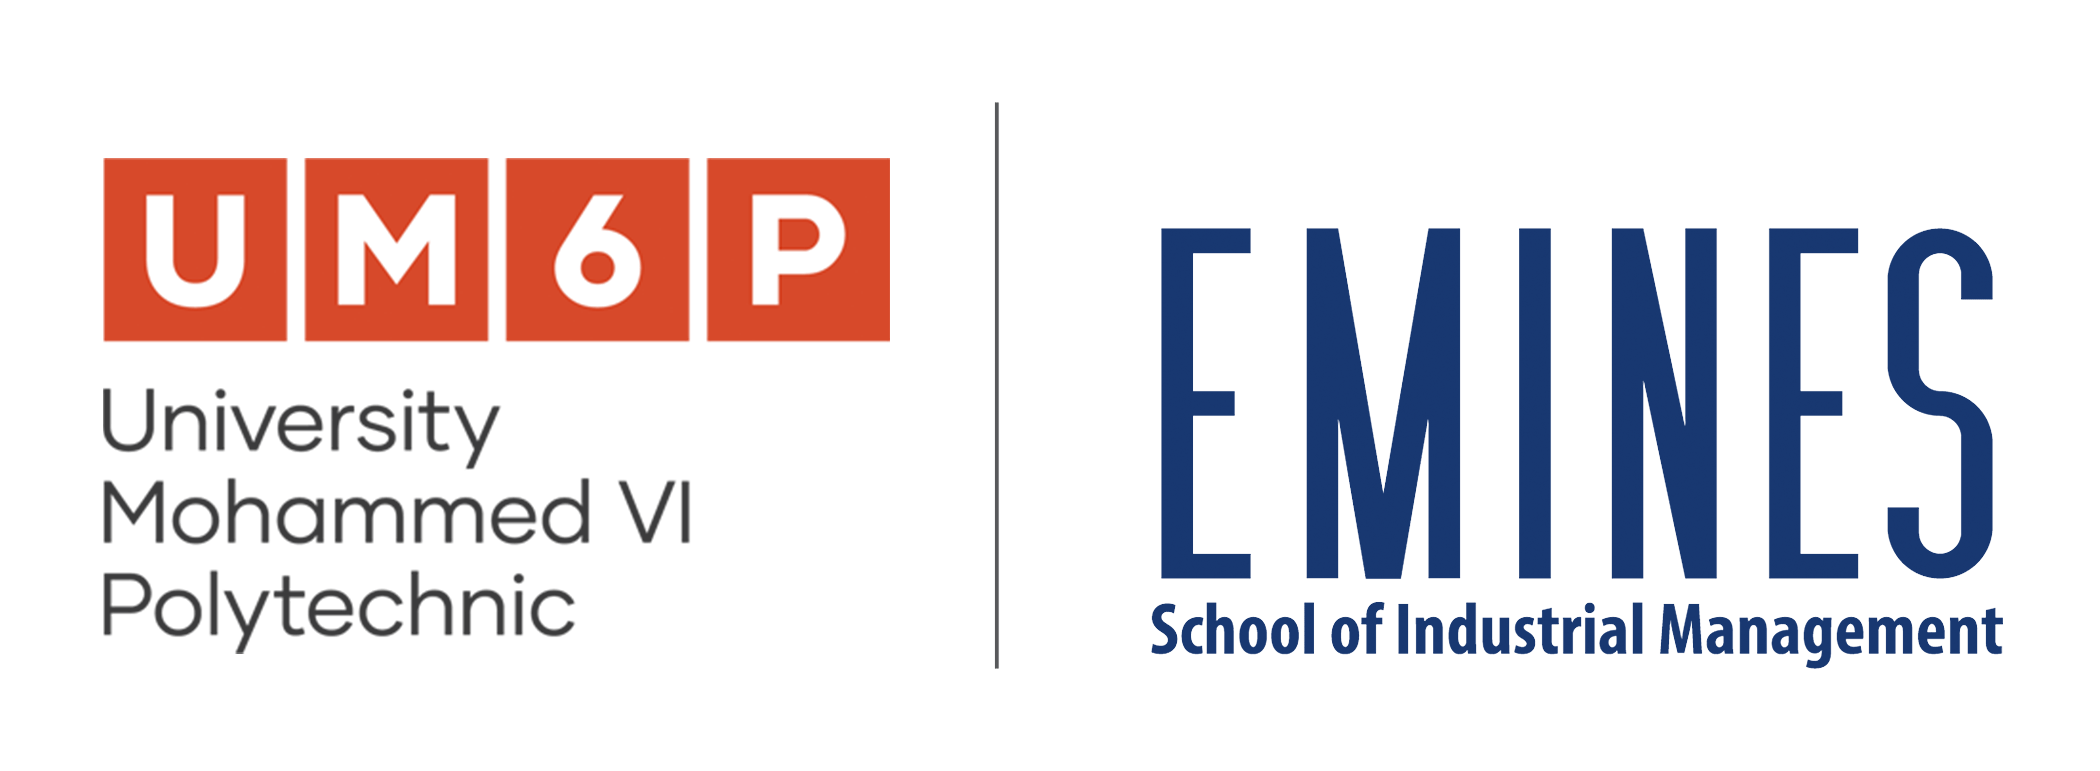 UM6P
University
Mohammed VI
Polytechnic
EMINES
School of Industrial Management